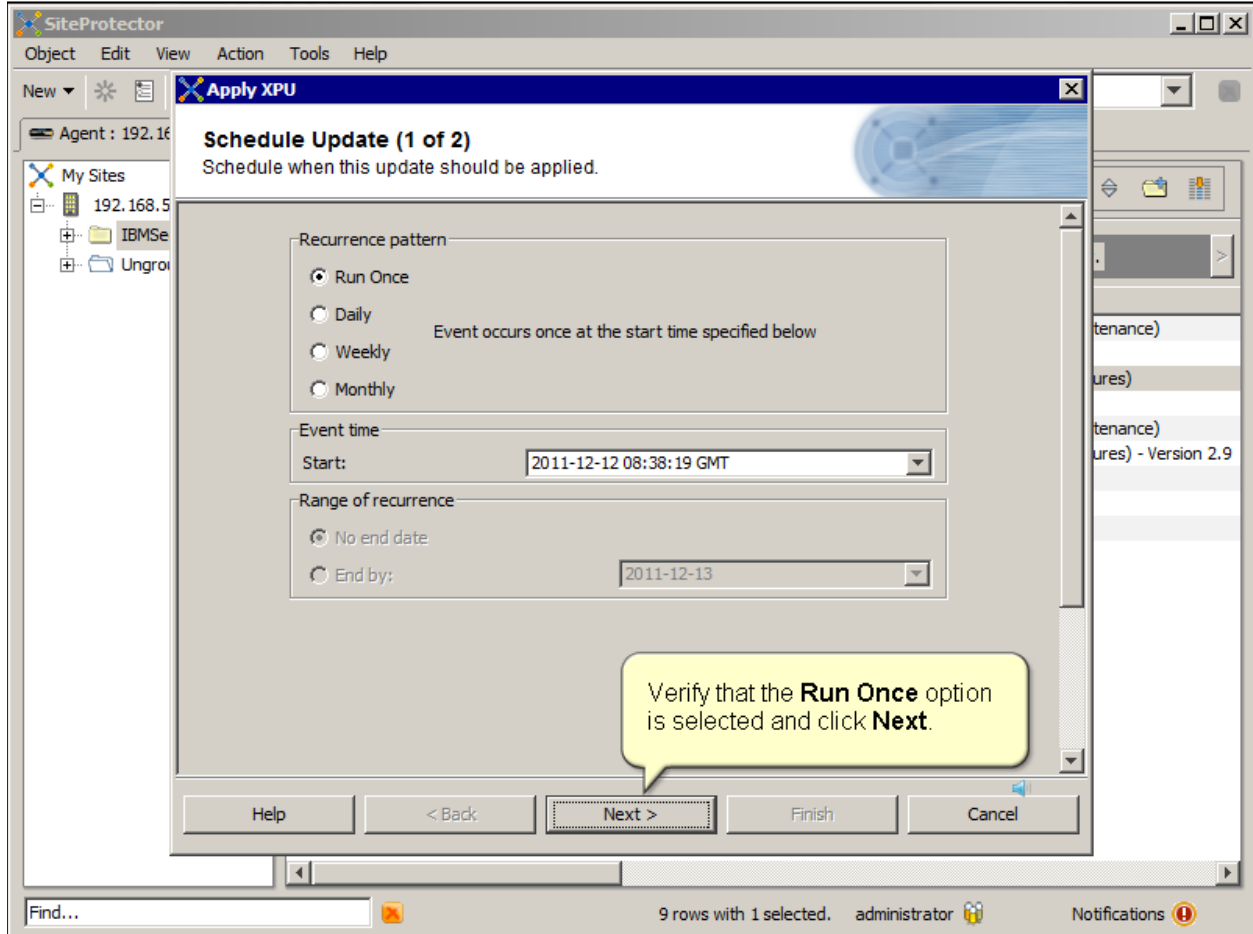 SiteProtector
Object Edit View Action Tools Help
New
Apply XPU
Agent : 192.16
Schedule Update (1 of 2)
Schedule when this update should be applied.
My Sites
192.168.5
IBMSe
Ungrou
Recurrence pattern
Run Once
Daily
Event occurs once at the start time specified below
Weekly
Monthly
Event time
Start: 2011-12-12 08:38:19 GMT
Range of recurrence
No end date
End by: 2011-12-13
tenance)
ures)
tenance)
ures) - Version 2.9
Verify that the Run Once option
is selected and click Next.
Help < Back Next > Finish Cancel
Find... 9 rows with 1 selected. administrator Notifications